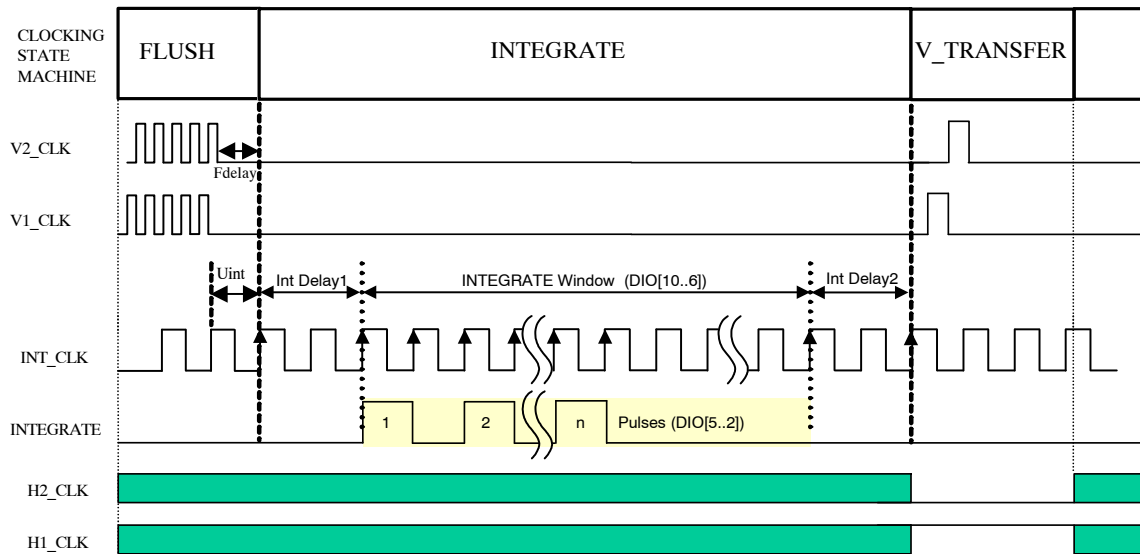 CLOCKING
STATE
MACHINE
FLUSH
INTEGRATE
V_TRANSFER
V2_CLK
Fdelay
V1_CLK
Uint
Int Delay1
INTEGRATE Window (DIO[10..6])
Int Delay2
INT_CLK
INTEGRATE
1
2
n
Pulses (DIO[5..2])
H2_CLK
H1_CLK